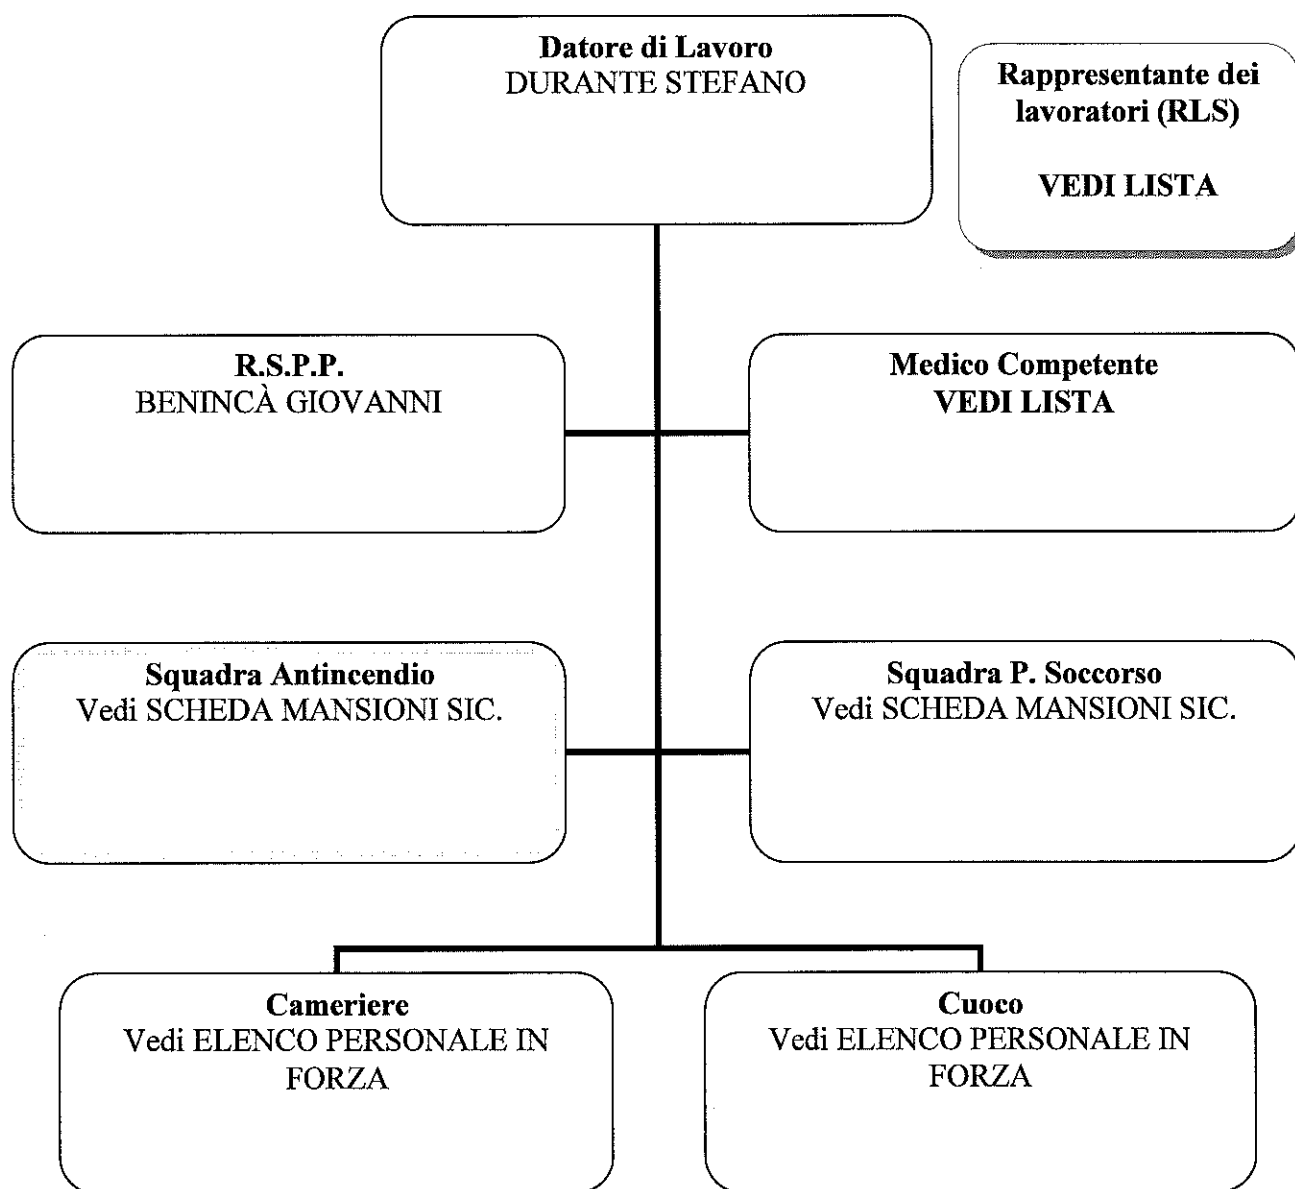 Datore di Lavoro
DURANTE STEFANO
Rappresentante dei
lavoratori (RLS)
VEDI LISTA
R.S.P.P.
BENINCÀ GIOVANNI
Medico Competente
VEDI LISTA
Squadra Antincendio
Vedi SCHEDA MANSIONI SIC.
Squadra P. Soccorso
Vedi SCHEDA MANSIONI SIC.
Cameriere
Vedi ELENCO PERSONALE IN
FORZA
Cuoco
Vedi ELENCO PERSONALE IN
FORZA